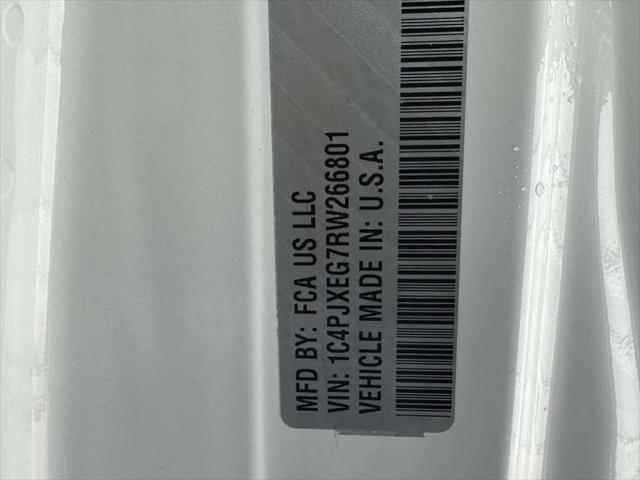 MFD BY: FCA US LLC
VIN: 1C4PJXEG7RW266801
VEHICLE MADE IN: U.S.A.